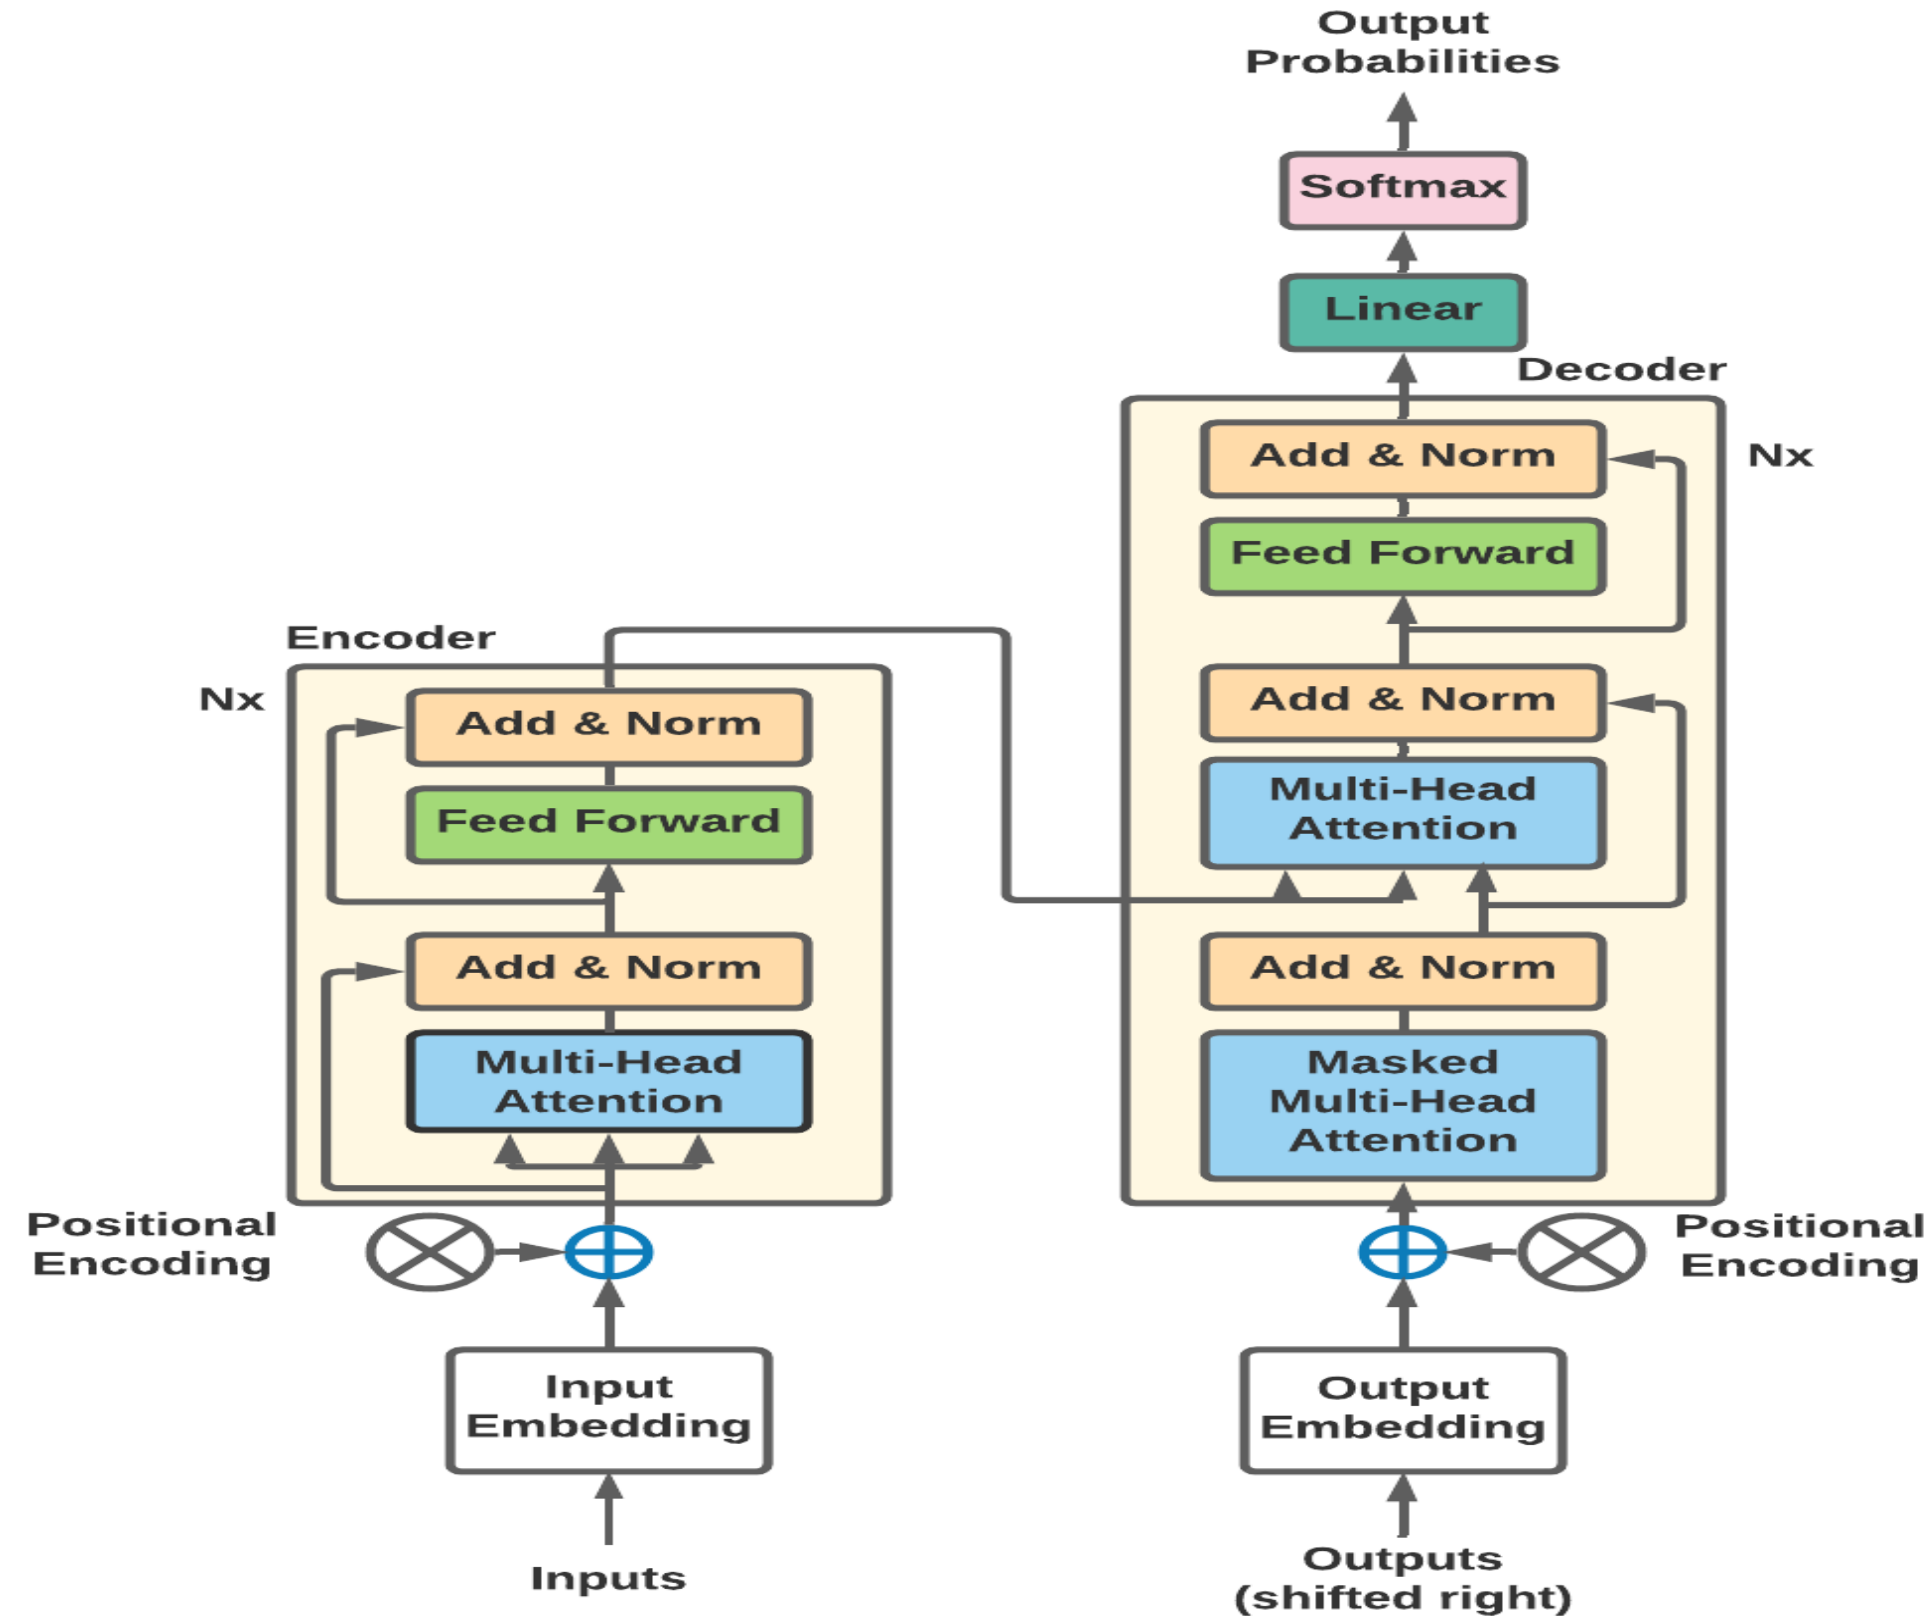 Output
Probabilities
Softmax
Linear
Decoder
Nx
Add & Norm
Feed Forward
Add & Norm
Multi-Head
Attention
Add & Norm
Masked
Multi-Head
Attention
Positional
Encoding
Output
Embedding
Outputs
(shifted right)
Encoder
Nx
Add & Norm
Feed Forward
Add & Norm
Multi-Head
Attention
Positional
Encoding
Input
Embedding
Inputs